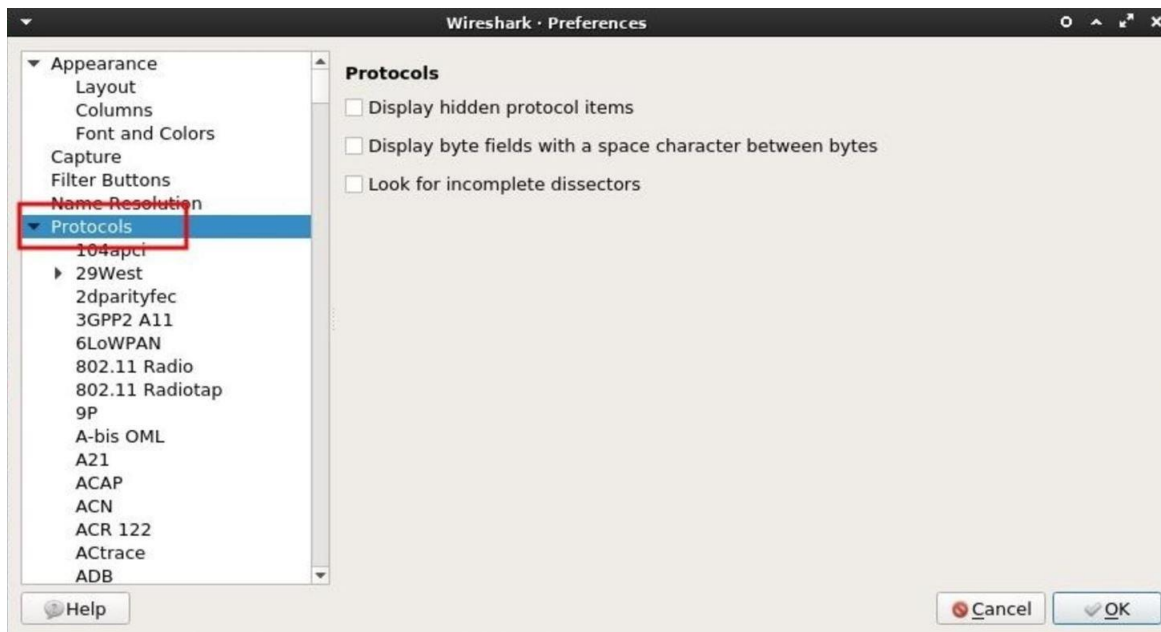 Wireshark · Preferences
Appearance
Layout
Columns
Font and Colors
Capture
Filter Buttons
Name Resolution
Protocols
104apci
29West
2dparityfec
3GPP2 A11
6LoWPAN
802.11 Radio
802.11 Radiotap
9P
A-bis OML
A21
ACAP
ACN
ACR 122
ACtrace
ADB
Protocols
Display hidden protocol items
Display byte fields with a space character between bytes
Look for incomplete dissectors
Help
Cancel
OK